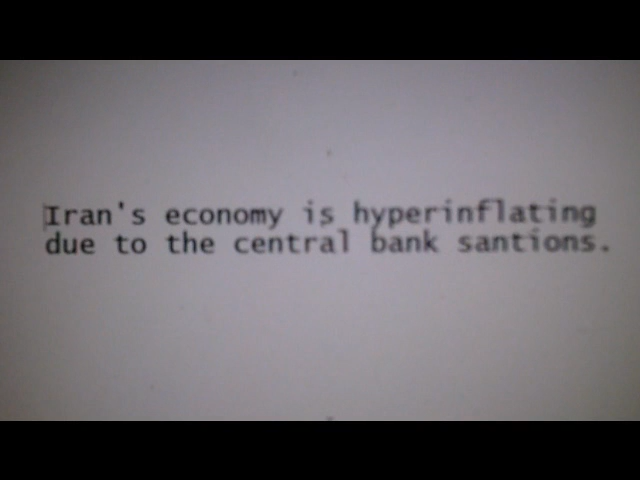 Iran's economy is hyperinflating
due to the central bank santions.